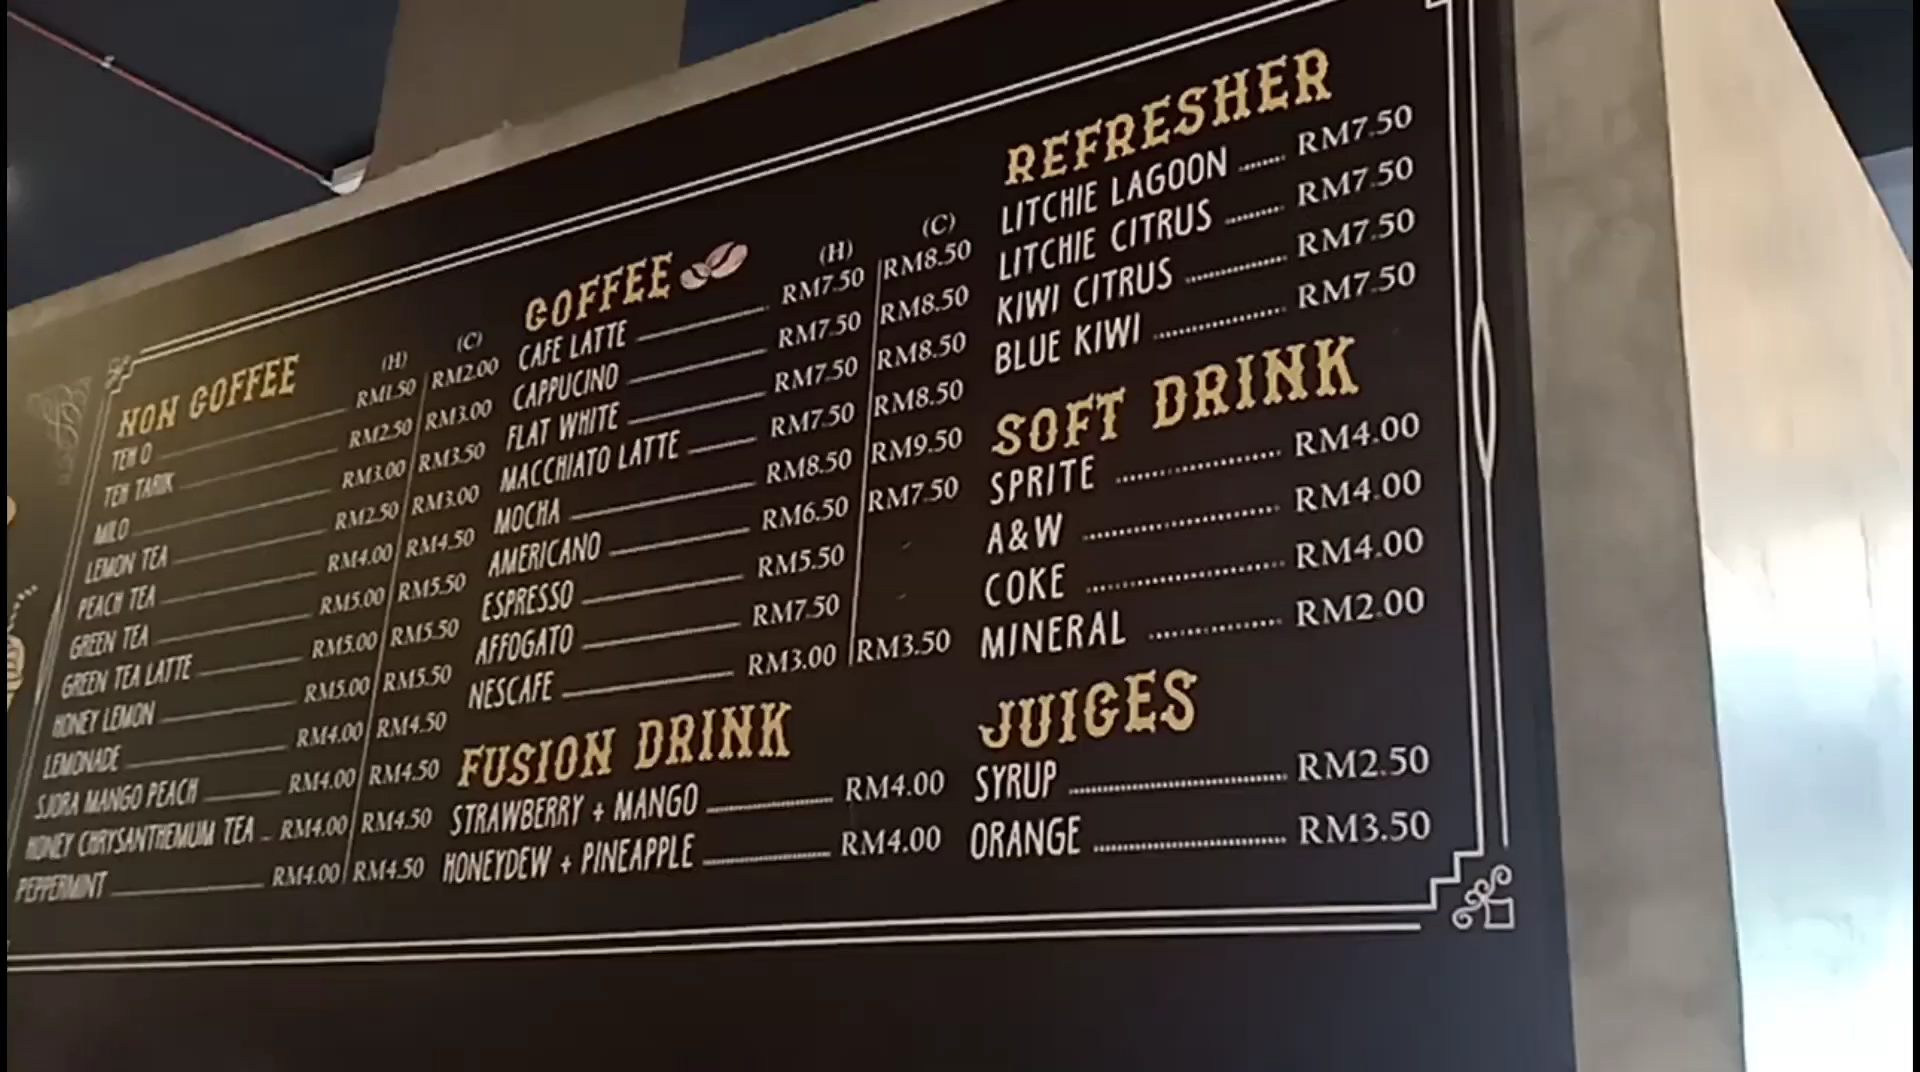 NON COFFEE (H) (C)
TEH O RM1.50 RM2.00
TEH TARIK RM2.50 RM3.00
MILO RM3.00 RM3.50
LEMON TEA RM2.50 RM3.00
PEACH TEA RM4.00 RM4.50
GREEN TEA RM5.00 RM5.50
GREEN TEA LATTE RM5.00 RM5.50
HONEY LEMON RM5.00 RM5.50
LEMONADE RM4.00 RM4.50
SJORA MANGO PEACH RM4.00 RM4.50
HONEY CHRYSANTHEMUM TEA RM4.00 RM4.50
PEPPERMINT RM4.00 RM4.50
COFFEE (H) (C)
CAFE LATTE RM7.50 RM8.50
CAPPUCINO RM7.50 RM8.50
FLAT WHITE RM7.50 RM8.50
MACCHIATO LATTE RM7.50 RM8.50
MOCHA RM8.50 RM9.50
AMERICANO RM6.50 RM7.50
ESPRESSO RM5.50
AFFOGATO RM7.50
NESCAFE RM3.00 RM3.50
FUSION DRINK
STRAWBERRY + MANGO RM4.00
HONEYDEW + PINEAPPLE RM4.00
REFRESHER
LITCHIE LAGOON RM7.50
LITCHIE CITRUS RM7.50
KIWI CITRUS RM7.50
BLUE KIWI RM7.50
SOFT DRINK
SPRITE RM4.00
A&W RM4.00
COKE RM4.00
MINERAL RM2.00
JUICES
SYRUP RM2.50
ORANGE RM3.50